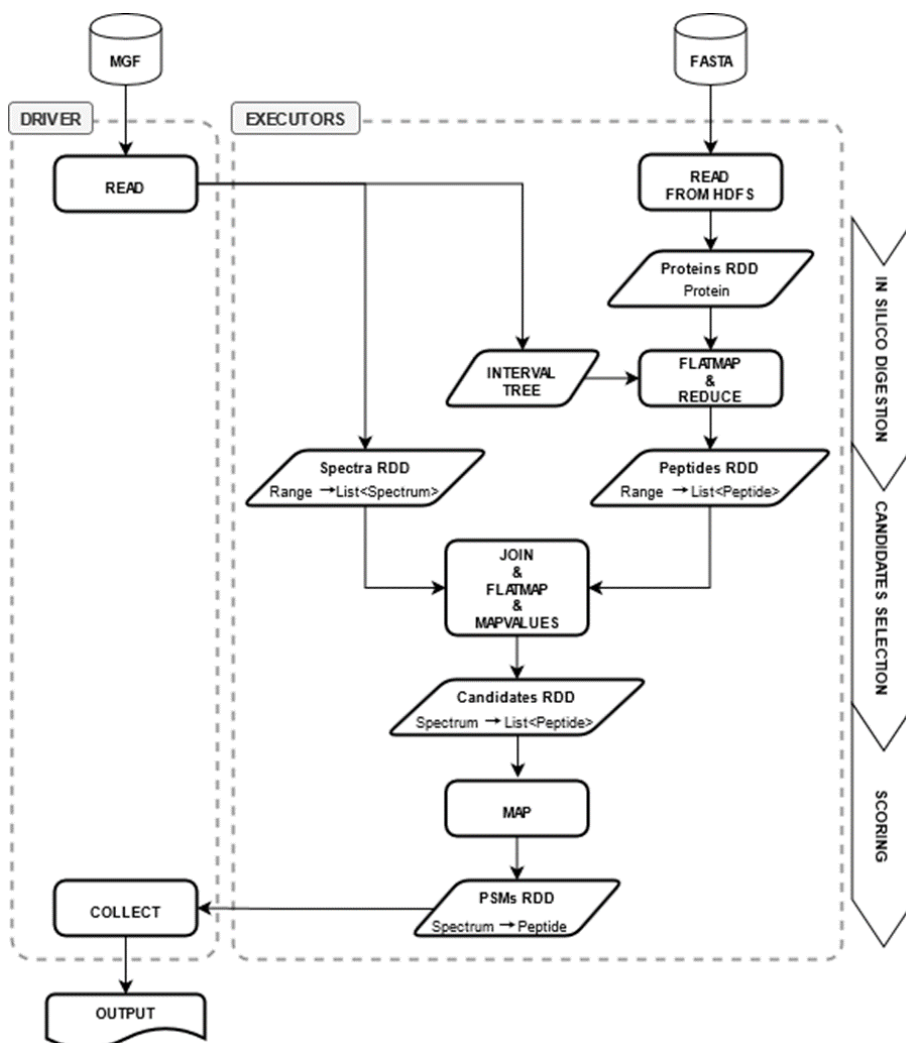 MGF
FASTA
DRIVER
EXECUTORS
READ
READ
FROM HDFS
Proteins RDD
Protein
INTERVAL
TREE
FLATMAP
&
REDUCE
Spectra RDD
Range → List<Spectrum>
Peptides RDD
Range → List<Peptide>
JOIN
&
FLATMAP
&
MAPVALUES
Candidates RDD
Spectrum → List<Peptide>
MAP
PSMs RDD
Spectrum → Peptide
COLLECT
OUTPUT
IN SILICO DIGESTION
CANDIDATES SELECTION
SCORING